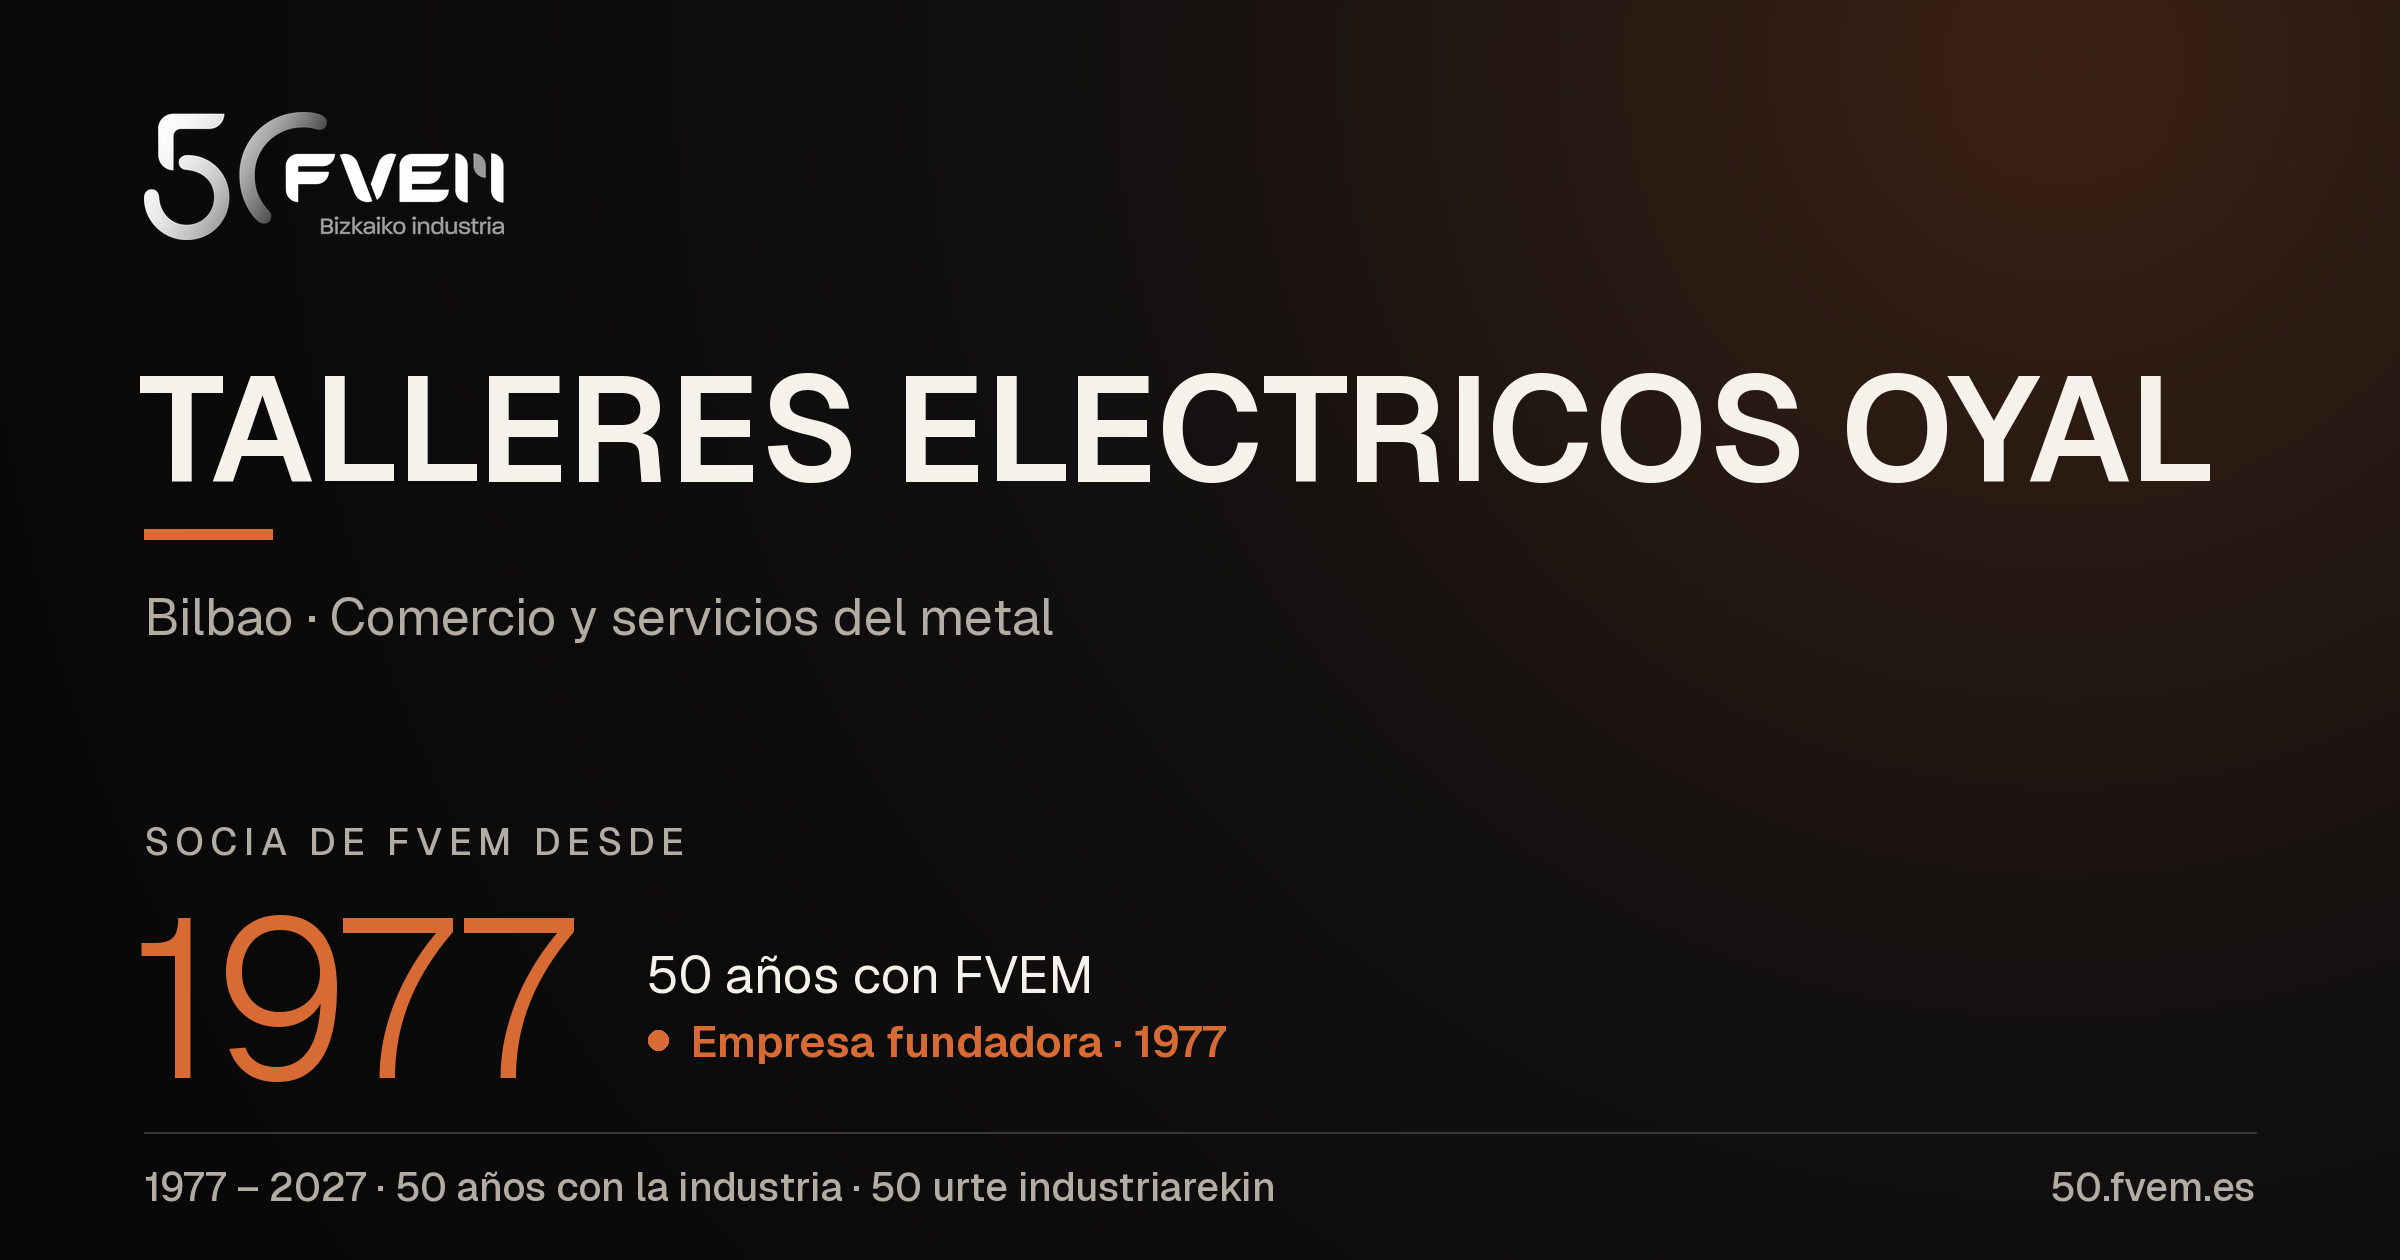 50 FVEM
Bizkaiko industria
TALLERES ELECTRICOS OYAL
Bilbao · Comercio y servicios del metal
SOCIA DE FVEM DESDE
1977
50 años con FVEM
Empresa fundadora · 1977
1977 – 2027 · 50 años con la industria · 50 urte industriarekin
50.fvem.es